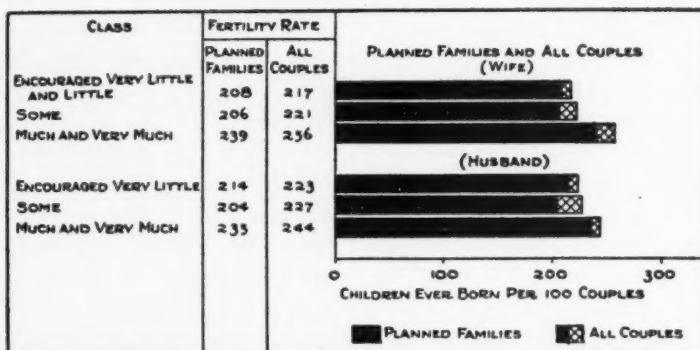 CLASS FERTILITY RATE
PLANNED FAMILIES ALL COUPLES
PLANNED FAMILIES AND ALL COUPLES
(WIFE)
ENCOURAGED VERY LITTLE
AND LITTLE 208 217
SOME 206 221
MUCH AND VERY MUCH 239 256
(HUSBAND)
ENCOURAGED VERY LITTLE 214 223
SOME 204 227
MUCH AND VERY MUCH 235 244
0 100 200 300
CHILDREN EVER BORN PER 100 COUPLES
PLANNED FAMILIES ALL COUPLES